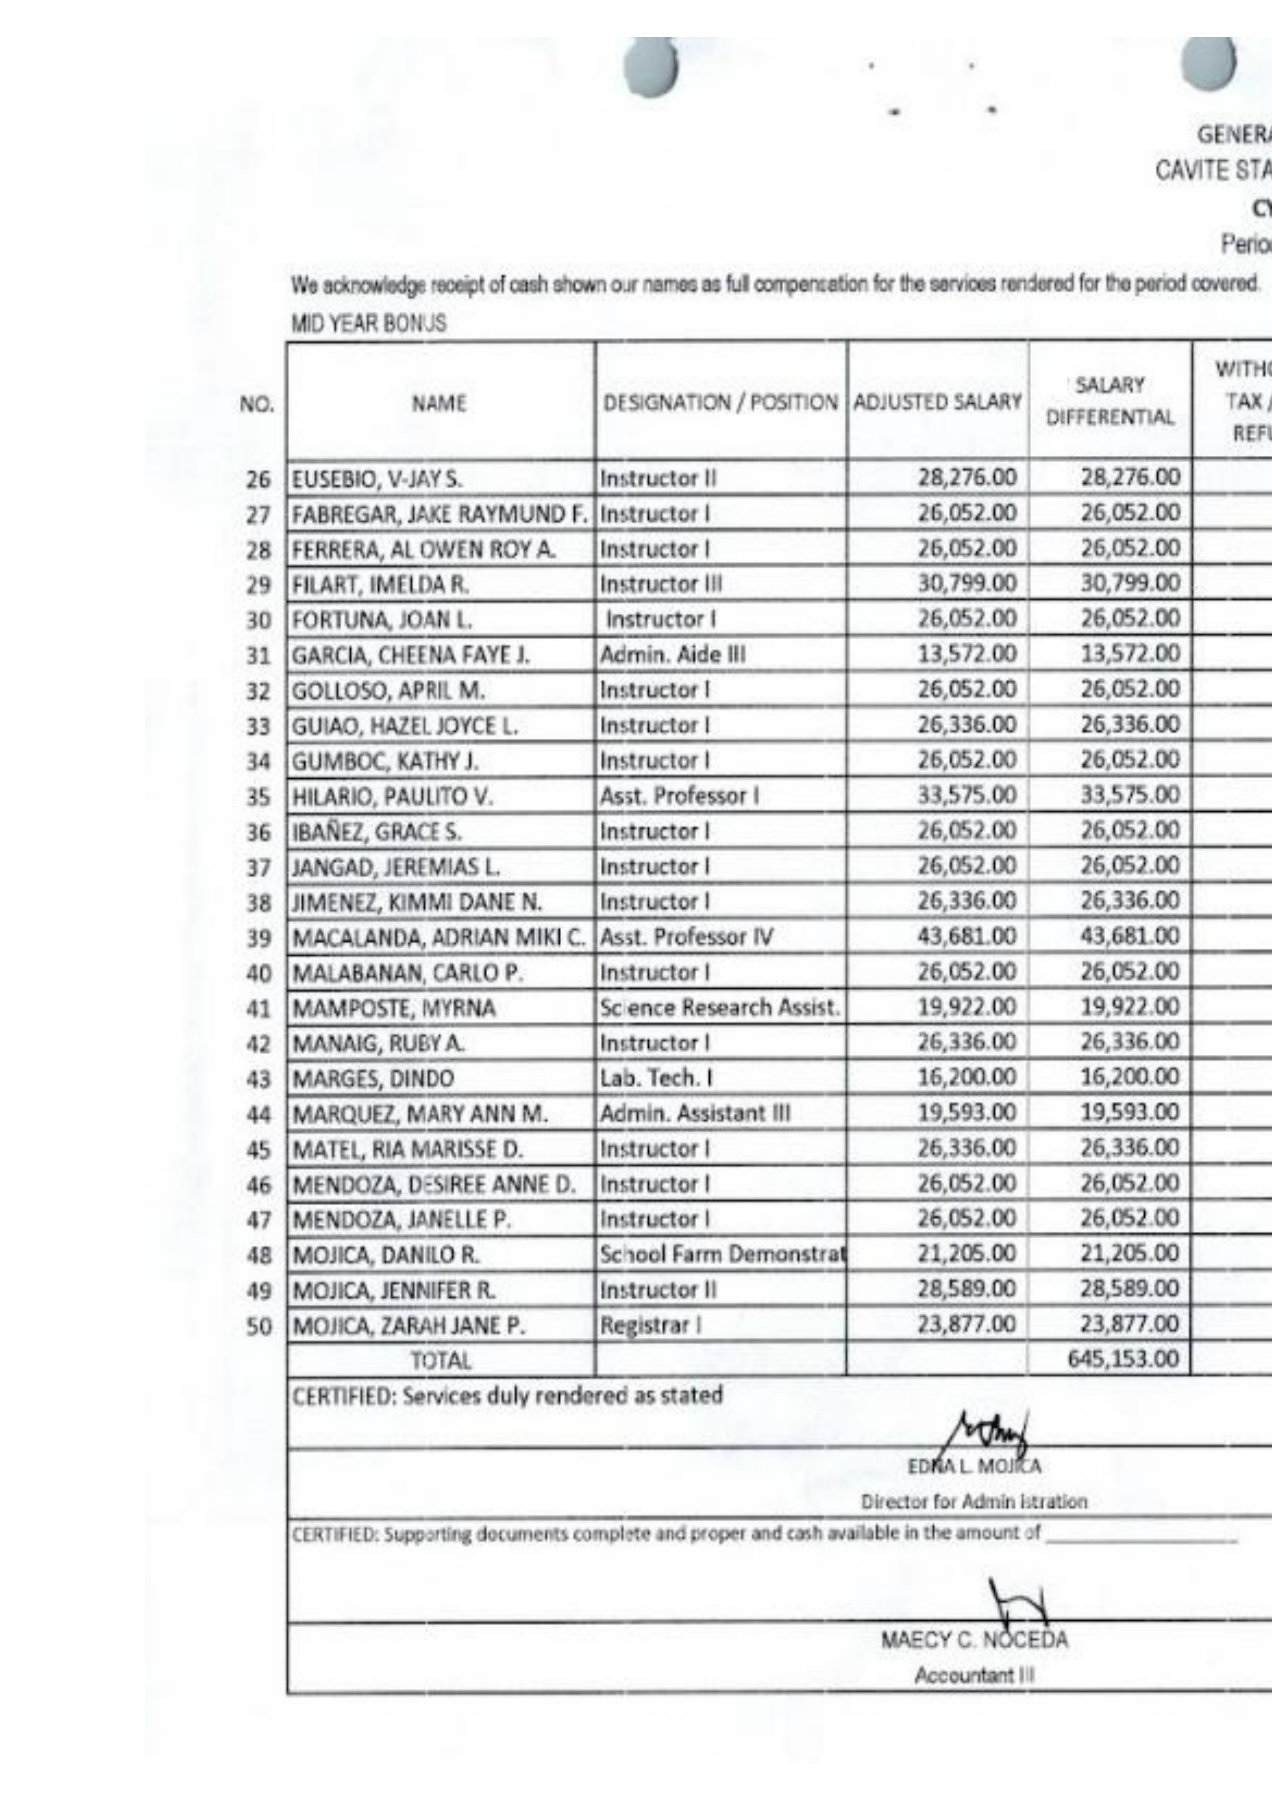 GENERA
CAVITE STA
CY
Perio
We acknowledge receipt of cash shown our names as full compensation for the services rendered for the period covered.
MID YEAR BONUS
NO. NAME DESIGNATION / POSITION ADJUSTED SALARY SALARY DIFFERENTIAL WITHO TAX / REFU
26 EUSEBIO, V-JAY S. Instructor II 28,276.00 28,276.00
27 FABREGAR, JAKE RAYMUND F. Instructor I 26,052.00 26,052.00
28 FERRERA, AL OWEN ROY A. Instructor I 26,052.00 26,052.00
29 FILART, IMELDA R. Instructor III 30,799.00 30,799.00
30 FORTUNA, JOAN L. Instructor I 26,052.00 26,052.00
31 GARCIA, CHEENA FAYE J. Admin. Aide III 13,572.00 13,572.00
32 GOLLOSO, APRIL M. Instructor I 26,052.00 26,052.00
33 GUIAO, HAZEL JOYCE L. Instructor I 26,336.00 26,336.00
34 GUMBOC, KATHY J. Instructor I 26,052.00 26,052.00
35 HILARIO, PAULITO V. Asst. Professor I 33,575.00 33,575.00
36 IBAÑEZ, GRACE S. Instructor I 26,052.00 26,052.00
37 JANGAD, JEREMIAS L. Instructor I 26,052.00 26,052.00
38 JIMENEZ, KIMMI DANE N. Instructor I 26,336.00 26,336.00
39 MACALANDA, ADRIAN MIKI C. Asst. Professor IV 43,681.00 43,681.00
40 MALABANAN, CARLO P. Instructor I 26,052.00 26,052.00
41 MAMPOSTE, MYRNA Science Research Assist. 19,922.00 19,922.00
42 MANAIG, RUBY A. Instructor I 26,336.00 26,336.00
43 MARGES, DINDO Lab. Tech. I 16,200.00 16,200.00
44 MARQUEZ, MARY ANN M. Admin. Assistant III 19,593.00 19,593.00
45 MATEL, RIA MARISSE D. Instructor I 26,336.00 26,336.00
46 MENDOZA, DESIREE ANNE D. Instructor I 26,052.00 26,052.00
47 MENDOZA, JANELLE P. Instructor I 26,052.00 26,052.00
48 MOJICA, DANILO R. School Farm Demonstrat 21,205.00 21,205.00
49 MOJICA, JENNIFER R. Instructor II 28,589.00 28,589.00
50 MOJICA, ZARAH JANE P. Registrar I 23,877.00 23,877.00
TOTAL 645,153.00
CERTIFIED: Services duly rendered as stated
EDNA L. MOJICA
Director for Admin istration
CERTIFIED: Supporting documents complete and proper and cash available in the amount of
MAECY C. NOCEDA
Accountant III